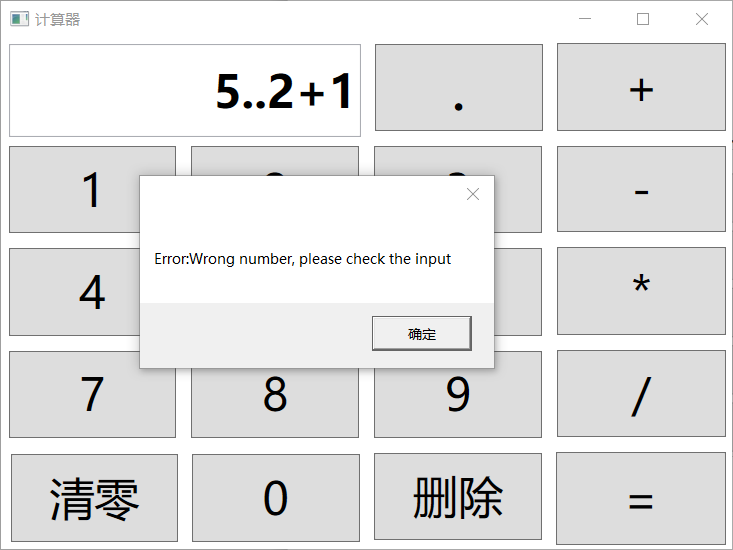 计算器
5..2+1
.
+
1
-
Error:Wrong number, please check the input
确定
4
*
7
8
9
/
清零
0
删除
=